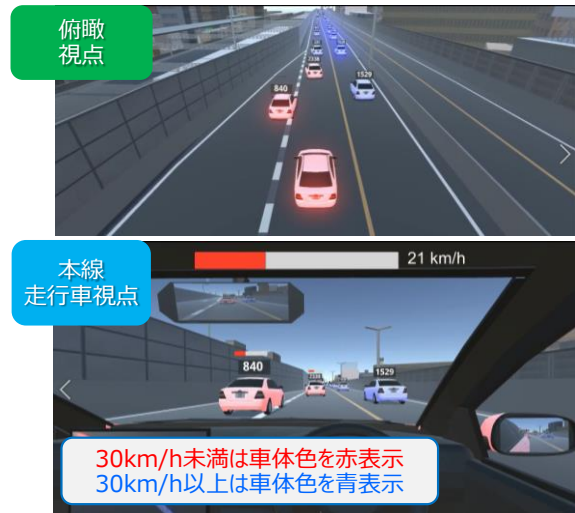 俯瞰
視点
2336
1529
840
本線
走行車視点
21 km/h
840
2336
1529
30km/h未満は車体色を赤表示
30km/h以上は車体色を青表示